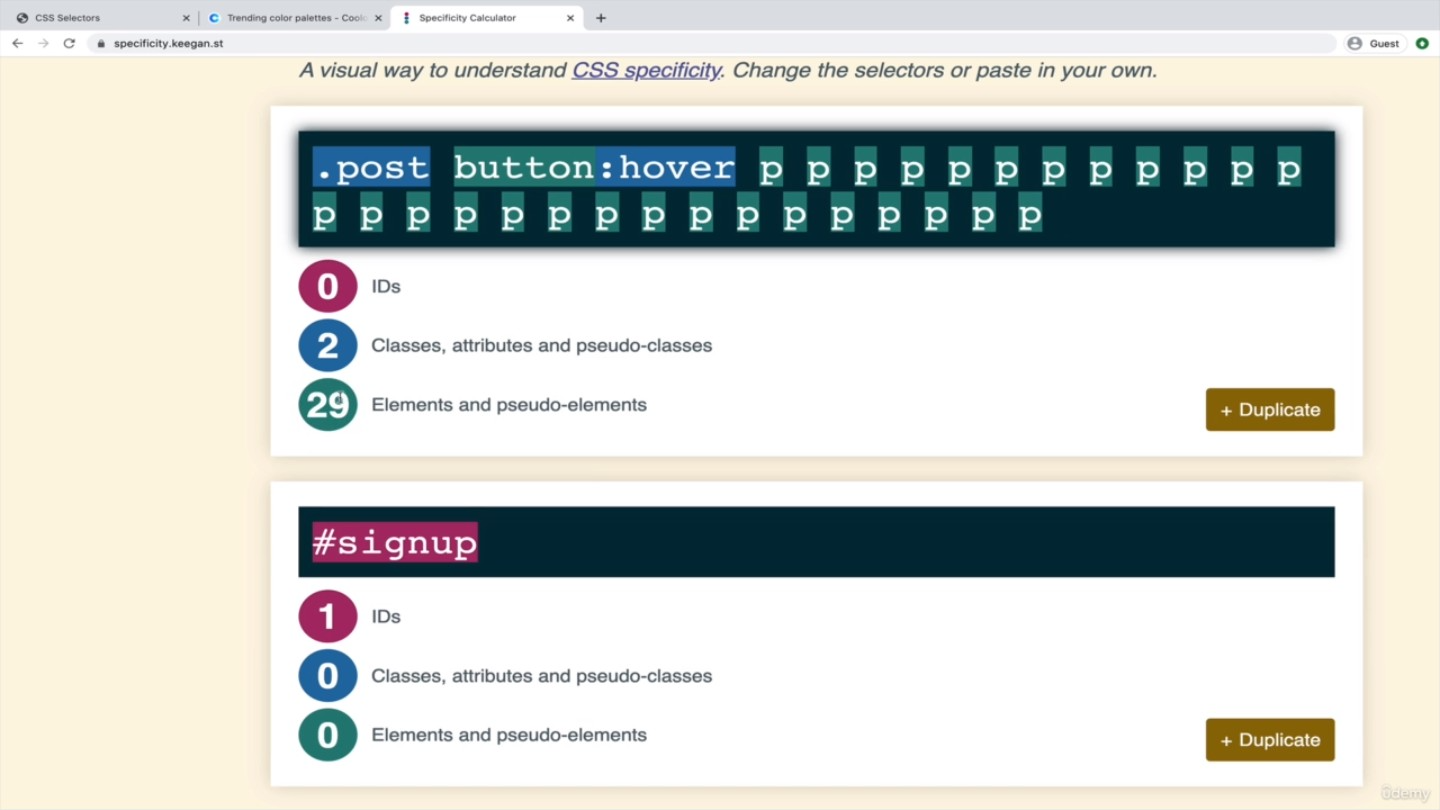 CSS Selectors
Trending color palettes - Coolo
Specificity Calculator
specificity.keegan.st
Guest
A visual way to understand CSS specificity. Change the selectors or paste in your own.
.post button:hover p p p p p p p p p p p p
p p p p p p p p p p p p p p p p
0 IDs
2 Classes, attributes and pseudo-classes
29 Elements and pseudo-elements
+ Duplicate
#signup
1 IDs
0 Classes, attributes and pseudo-classes
0 Elements and pseudo-elements
+ Duplicate
ûdemy